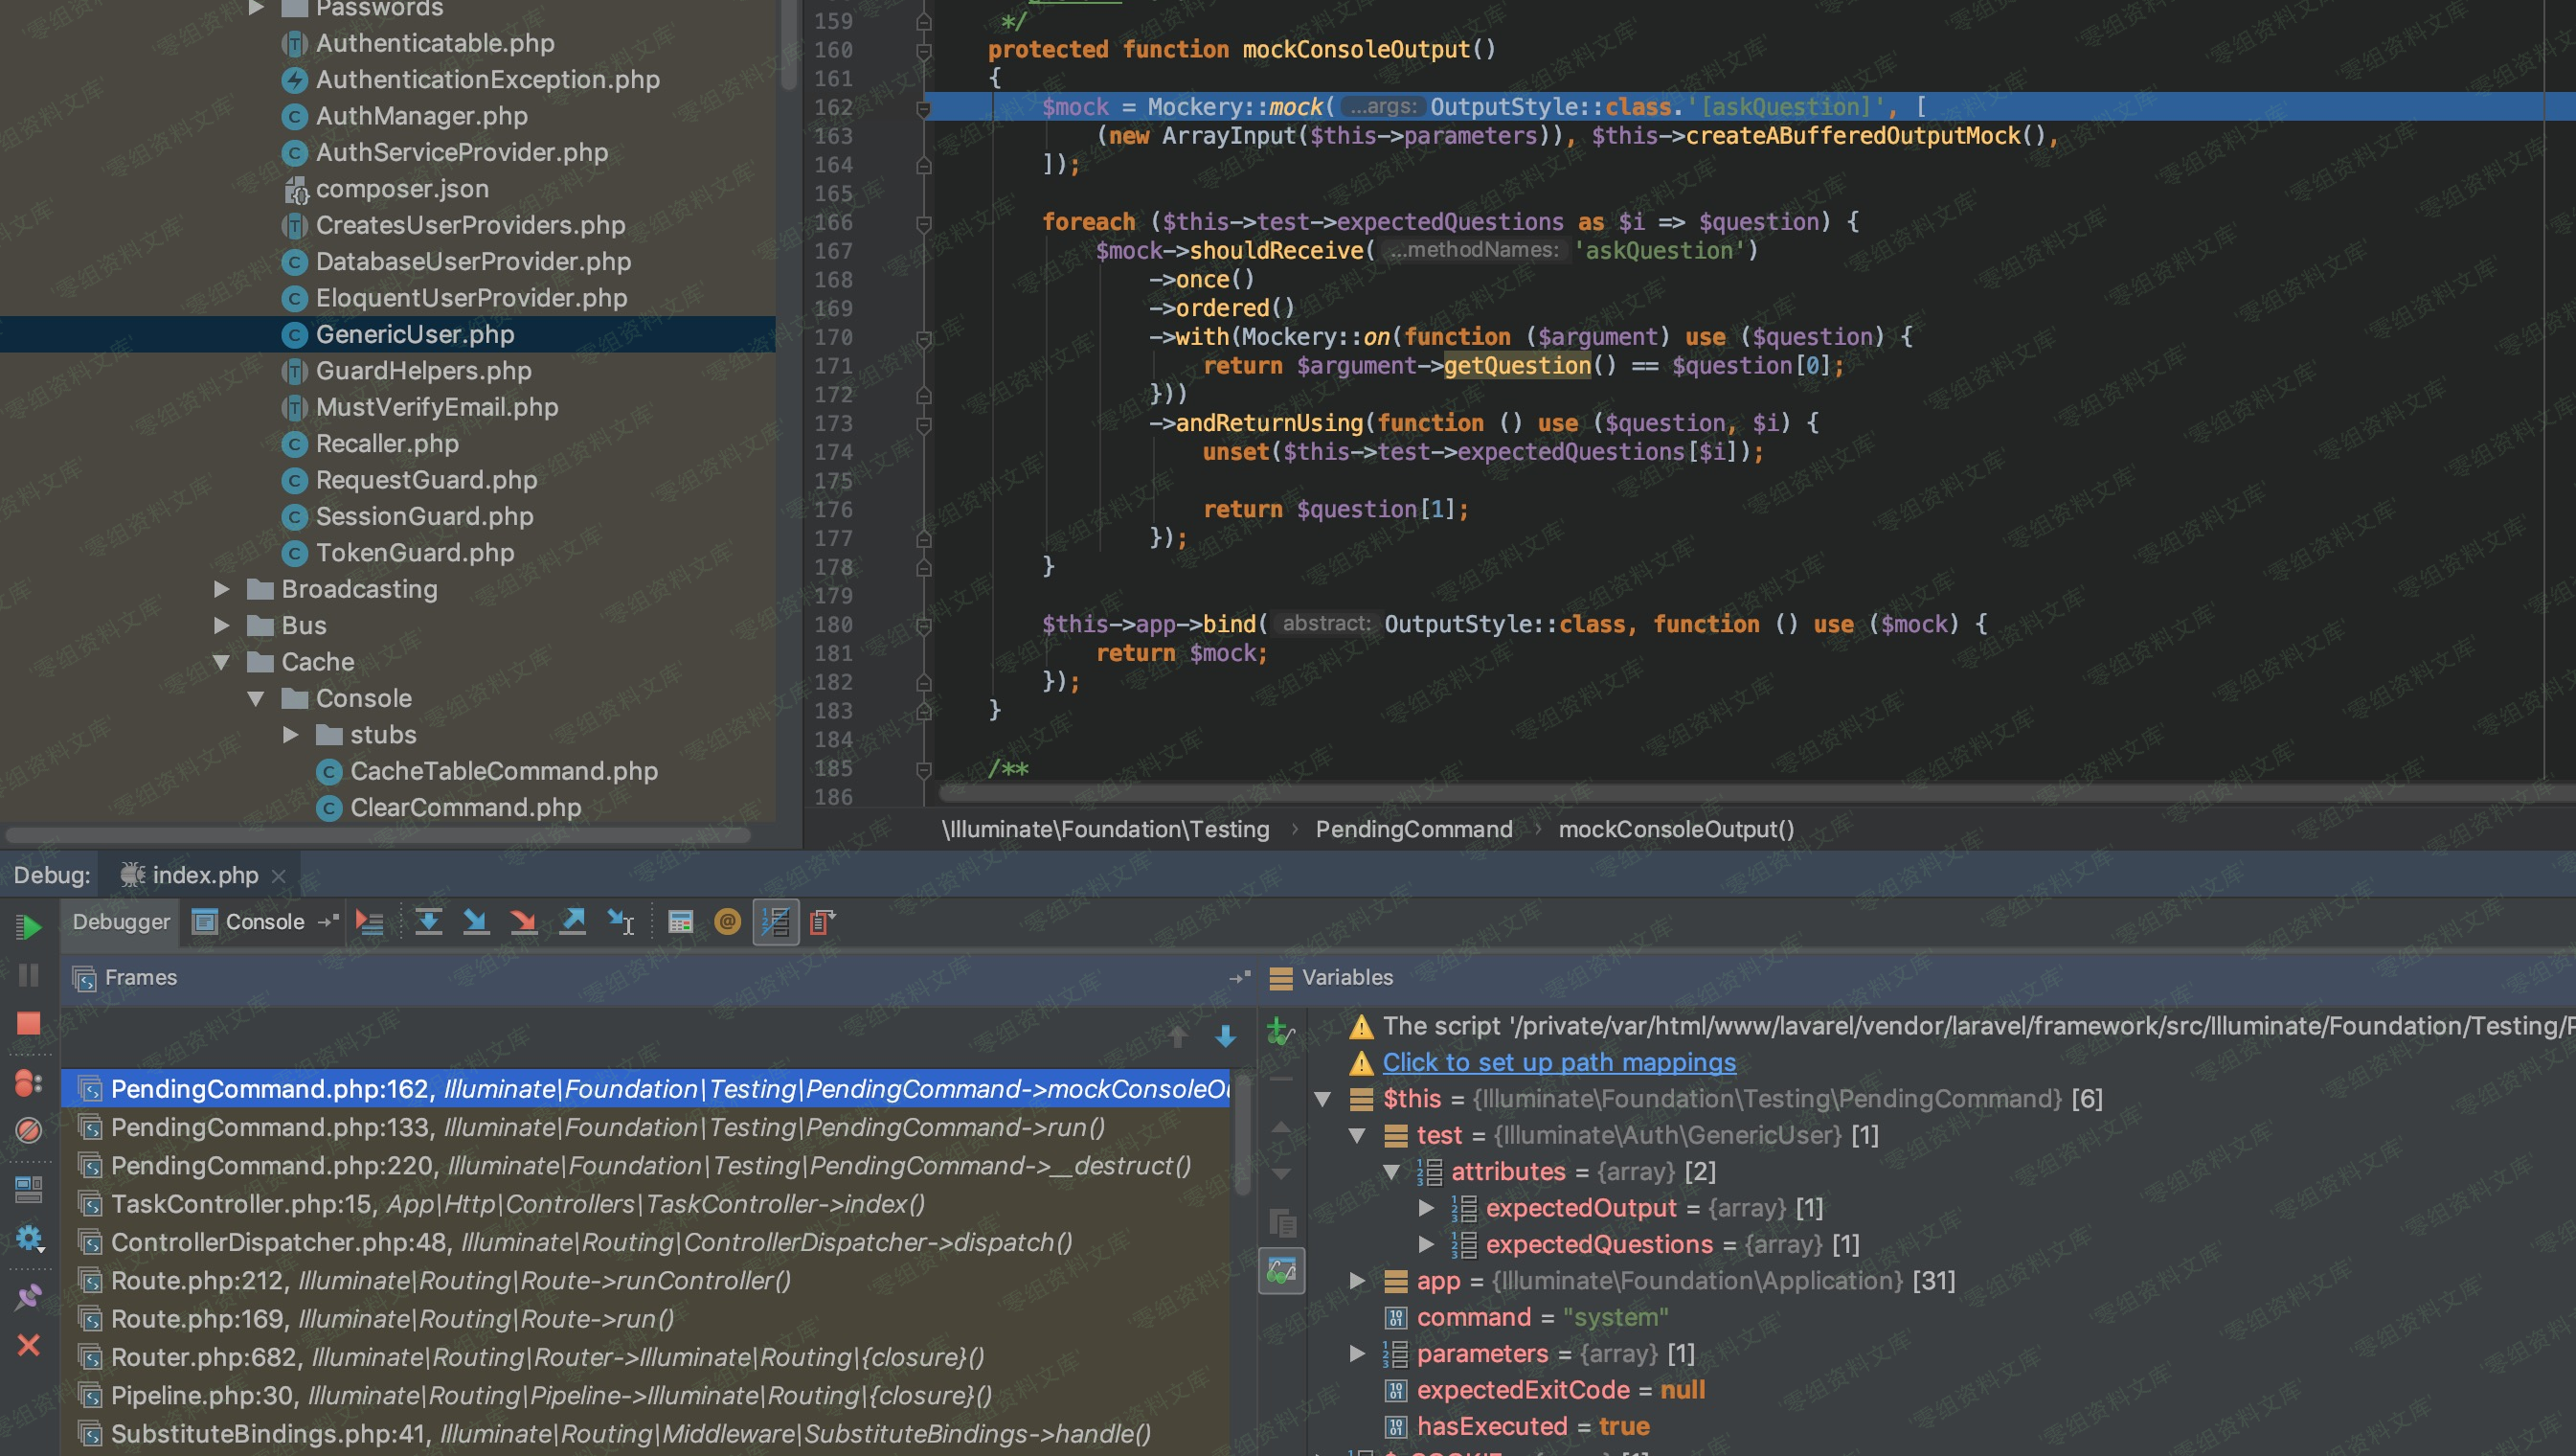 Passwords
Authenticatable.php
AuthenticationException.php
AuthManager.php
AuthServiceProvider.php
composer.json
CreatesUserProviders.php
DatabaseUserProvider.php
EloquentUserProvider.php
GenericUser.php
GuardHelpers.php
MustVerifyEmail.php
Recaller.php
RequestGuard.php
SessionGuard.php
TokenGuard.php
Broadcasting
Bus
Cache
Console
stubs
CacheTableCommand.php
ClearCommand.php
159 */
160 protected function mockConsoleOutput()
161 {
162 $mock = Mockery::mock( ...args: OutputStyle::class.'[askQuestion]', [
163 (new ArrayInput($this->parameters)), $this->createABufferedOutputMock(),
164 ]);
165
166 foreach ($this->test->expectedQuestions as $i => $question) {
167 $mock->shouldReceive( ...methodNames: 'askQuestion')
168 ->once()
169 ->ordered()
170 ->with(Mockery::on(function ($argument) use ($question) {
171 return $argument->getQuestion() == $question[0];
172 }))
173 ->andReturnUsing(function () use ($question, $i) {
174 unset($this->test->expectedQuestions[$i]);
175
176 return $question[1];
177 });
178 }
179
180 $this->app->bind( abstract: OutputStyle::class, function () use ($mock) {
181 return $mock;
182 });
183 }
184
185 /**
186
\Illuminate\Foundation\Testing › PendingCommand › mockConsoleOutput()
Debug: index.php
Debugger Console
Frames
PendingCommand.php:162, Illuminate\Foundation\Testing\PendingCommand->mockConsoleOu
PendingCommand.php:133, Illuminate\Foundation\Testing\PendingCommand->run()
PendingCommand.php:220, Illuminate\Foundation\Testing\PendingCommand->__destruct()
TaskController.php:15, App\Http\Controllers\TaskController->index()
ControllerDispatcher.php:48, Illuminate\Routing\ControllerDispatcher->dispatch()
Route.php:212, Illuminate\Routing\Route->runController()
Route.php:169, Illuminate\Routing\Route->run()
Router.php:682, Illuminate\Routing\Router->Illuminate\Routing\{closure}()
Pipeline.php:30, Illuminate\Routing\Pipeline->Illuminate\Routing\{closure}()
SubstituteBindings.php:41, Illuminate\Routing\Middleware\SubstituteBindings->handle()
Variables
The script '/private/var/html/www/lavarel/vendor/laravel/framework/src/Illuminate/Foundation/Testing/
Click to set up path mappings
$this = {Illuminate\Foundation\Testing\PendingCommand} [6]
test = {Illuminate\Auth\GenericUser} [1]
attributes = {array} [2]
expectedOutput = {array} [1]
expectedQuestions = {array} [1]
app = {Illuminate\Foundation\Application} [31]
command = "system"
parameters = {array} [1]
expectedExitCode = null
hasExecuted = true
零组资料文库